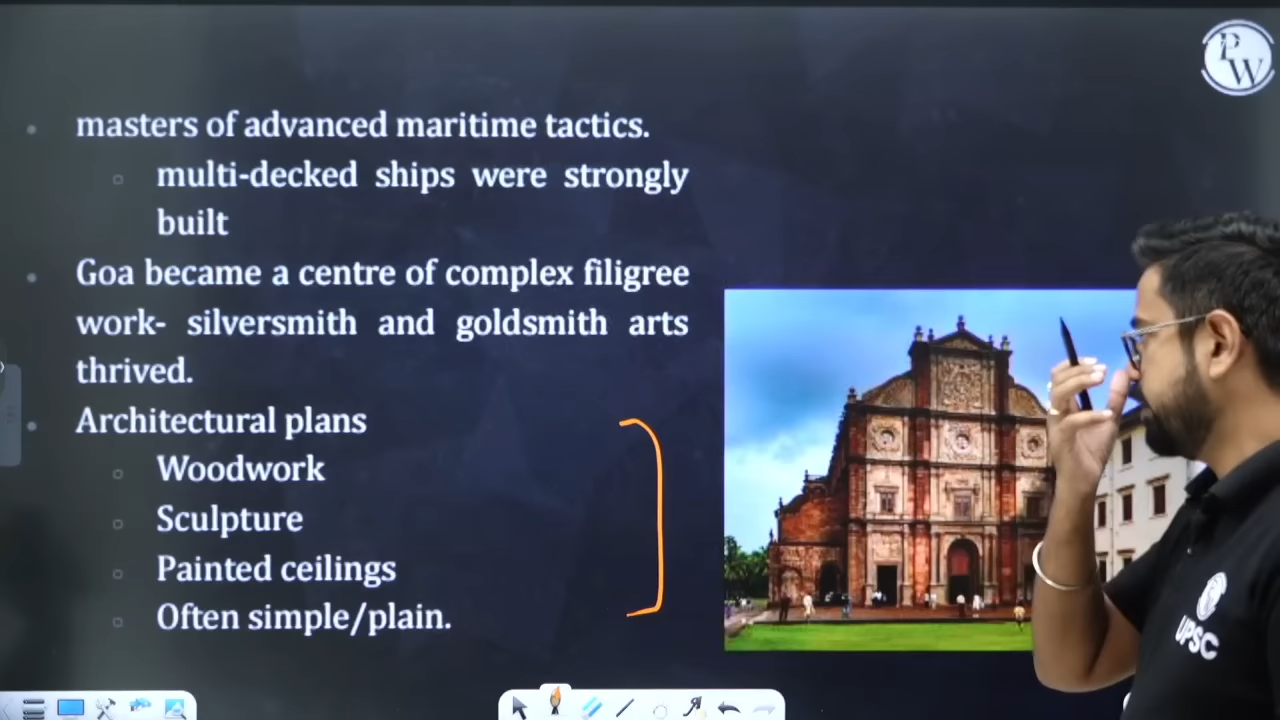 PW
masters of advanced maritime tactics.
multi-decked ships were strongly
built
Goa became a centre of complex filigree
work- silversmith and goldsmith arts
thrived.
Architectural plans
Woodwork
Sculpture
Painted ceilings
Often simple/plain.
UPSC